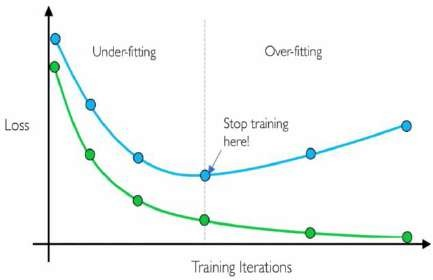 Under-fitting
Over-fitting
Loss
Stop training
here!
Training Iterations